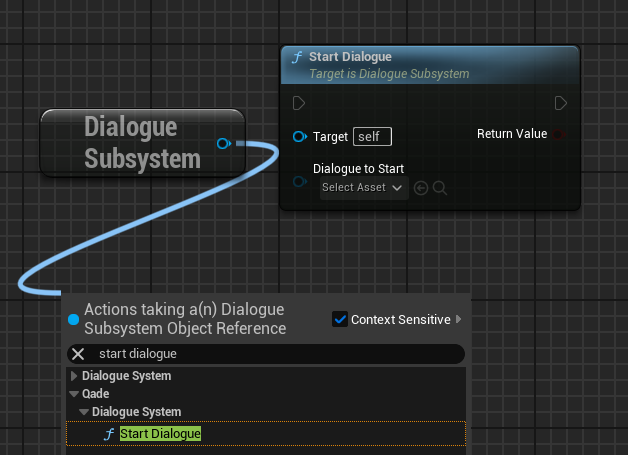 Start Dialogue
Target is Dialogue Subsystem
Dialogue
Subsystem
Target self
Return Value
Dialogue to Start
Select Asset
Actions taking a(n) Dialogue
Subsystem Object Reference
Context Sensitive
start dialogue
Dialogue System
Qade
Dialogue System
f Start Dialogue